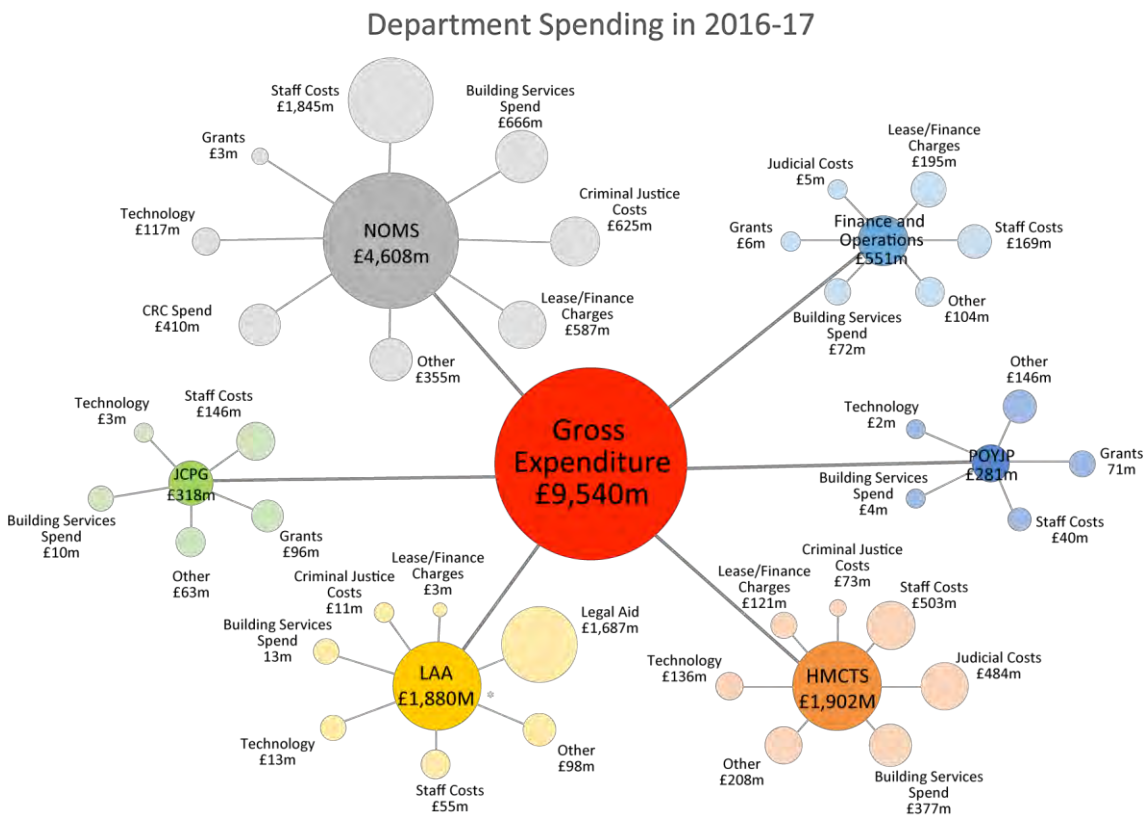 Department Spending in 2016-17
Staff Costs
£1,845m
Building Services
Spend
£666m
Grants
£3m
Criminal Justice
Costs
£625m
Technology
£117m
NOMS
£4,608m
CRC Spend
£410m
Lease/Finance
Charges
£587m
Other
£355m
Lease/Finance
Charges
£195m
Judicial Costs
£5m
Grants
£6m
Finance and
Operations
£551m
Staff Costs
£169m
Building Services
Spend
£72m
Other
£104m
Gross
Expenditure
£9,540m
Technology
£3m
Staff Costs
£146m
JCPG
£318m
Building Services
Spend
£10m
Grants
£96m
Other
£63m
Other
£146m
Technology
£2m
POYJP
£281m
Grants
71m
Building Services
Spend
£4m
Staff Costs
£40m
Lease/Finance
Charges
£3m
Criminal Justice
Costs
£11m
Legal Aid
£1,687m
Building Services
Spend
13m
LAA
£1,880M
*
Technology
£13m
Staff Costs
£55m
Other
£98m
Criminal Justice
Costs
£73m
Lease/Finance
Charges
£121m
Staff Costs
£503m
Technology
£136m
HMCTS
£1,902M
Judicial Costs
£484m
Other
£208m
Building Services
Spend
£377m